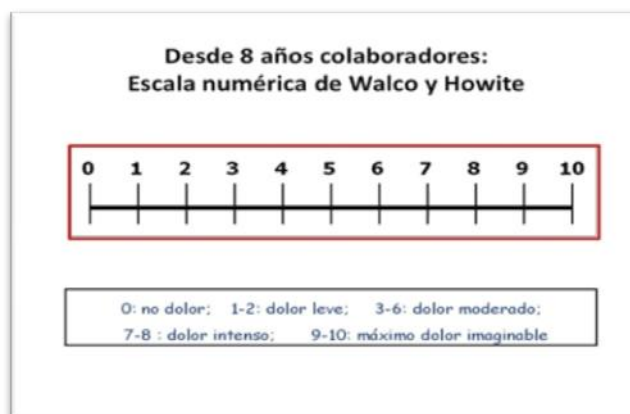 Desde 8 años colaboradores:
Escala numérica de Walco y Howite
0 1 2 3 4 5 6 7 8 9 10
0: no dolor; 1-2: dolor leve; 3-6: dolor moderado;
7-8 : dolor intenso; 9-10: máximo dolor imaginable